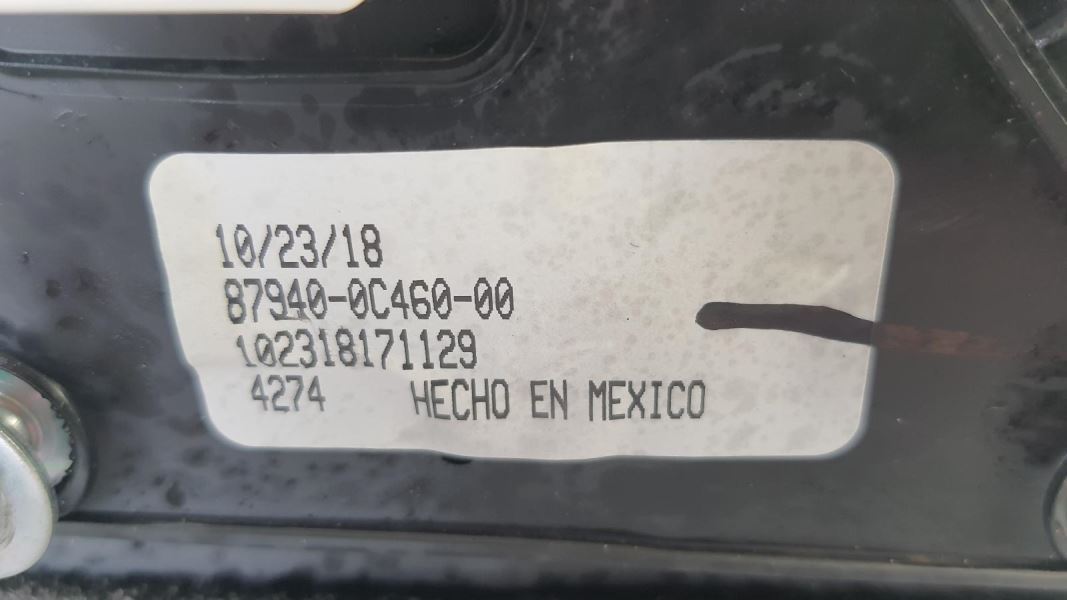 10/23/18
87940-0C460-00
102318171129
4274 HECHO EN MEXICO